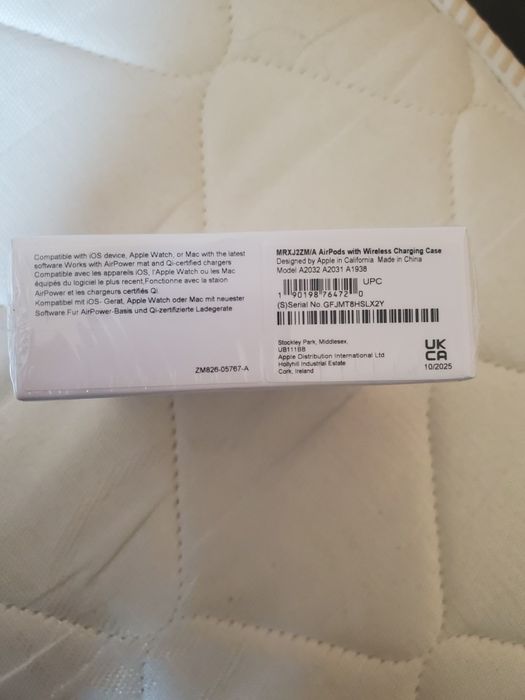 Compatible with iOS device, Apple Watch, or Mac with the latest
software Works with AirPower mat and Qi-certified chargers
Compatible avec les appareils iOS, l'Apple Watch ou les Mac
équipés du logiciel le plus recent,Fonctionne avec la staion
AirPower et les chargeurs certifiés Qi
Kompatibel mit iOS- Gerat, Apple Watch oder Mac mit neuester
Software.Fur AirPower-Basis und Qi-zertifizierte Ladegerate
ZM826-05767-A
MRXJ2ZM/A AirPods with Wireless Charging Case
Designed by Apple in California Made in China
Model A2032 A2031 A1938
UPC
1 90198 76472 0
(S)Serial No.GFJMT8HSLX2Y
Stockley Park, Middlesex,
UB111BB
Apple Distribution International Ltd
Hollyhill Industrial Estate
Cork, Ireland
UK
CA
10/2025